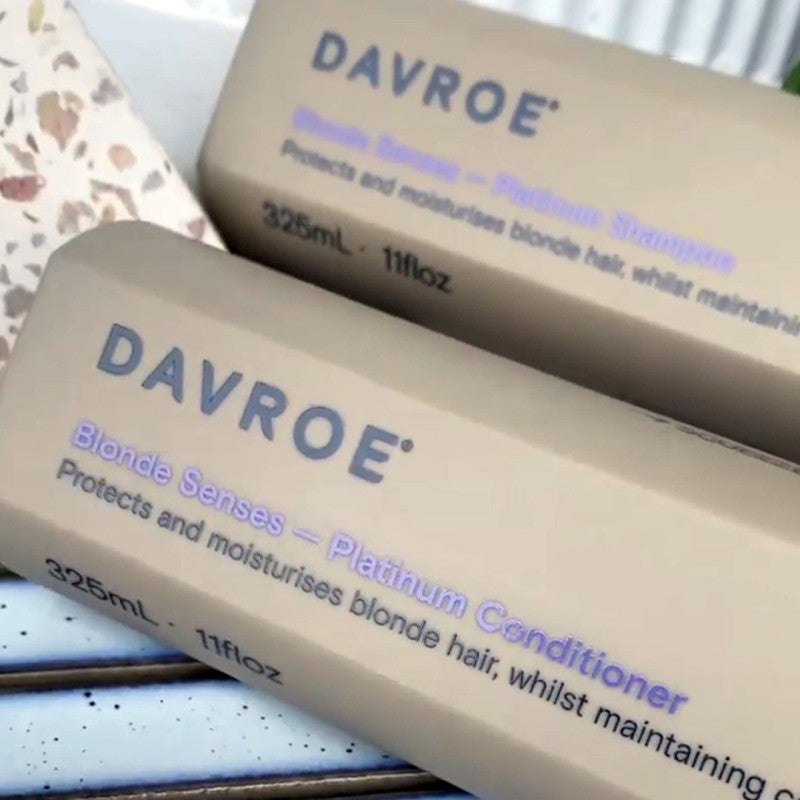 DAVROE®
Blonde Senses — Platinum Shampoo
Protects and moisturises blonde hair, whilst maintainin
325mL · 11floz
DAVROE®
Blonde Senses — Platinum Conditioner
Protects and moisturises blonde hair, whilst maintaining c
325mL · 11floz